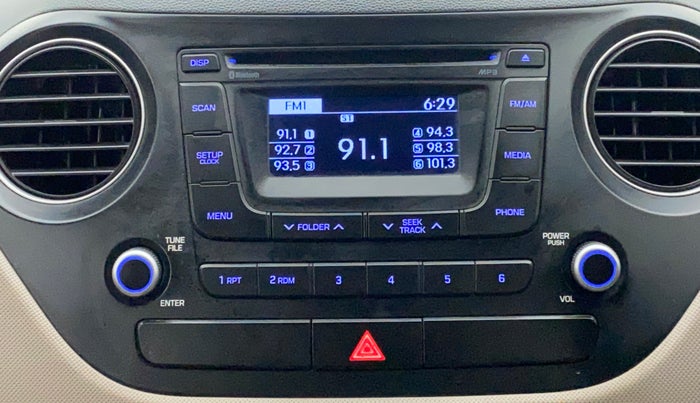 DISP
Bluetooth
MP3
SCAN
FM1
6:29
FM/AM
ST
91.1 1
92.7 2
93.5 3
91.1
4 94.3
5 98.3
6 101.3
SETUP
CLOCK
MEDIA
MENU
FOLDER
SEEK
TRACK
PHONE
TUNE
FILE
POWER
PUSH
1 RPT
2 RDM
3
4
5
6
ENTER
VOL